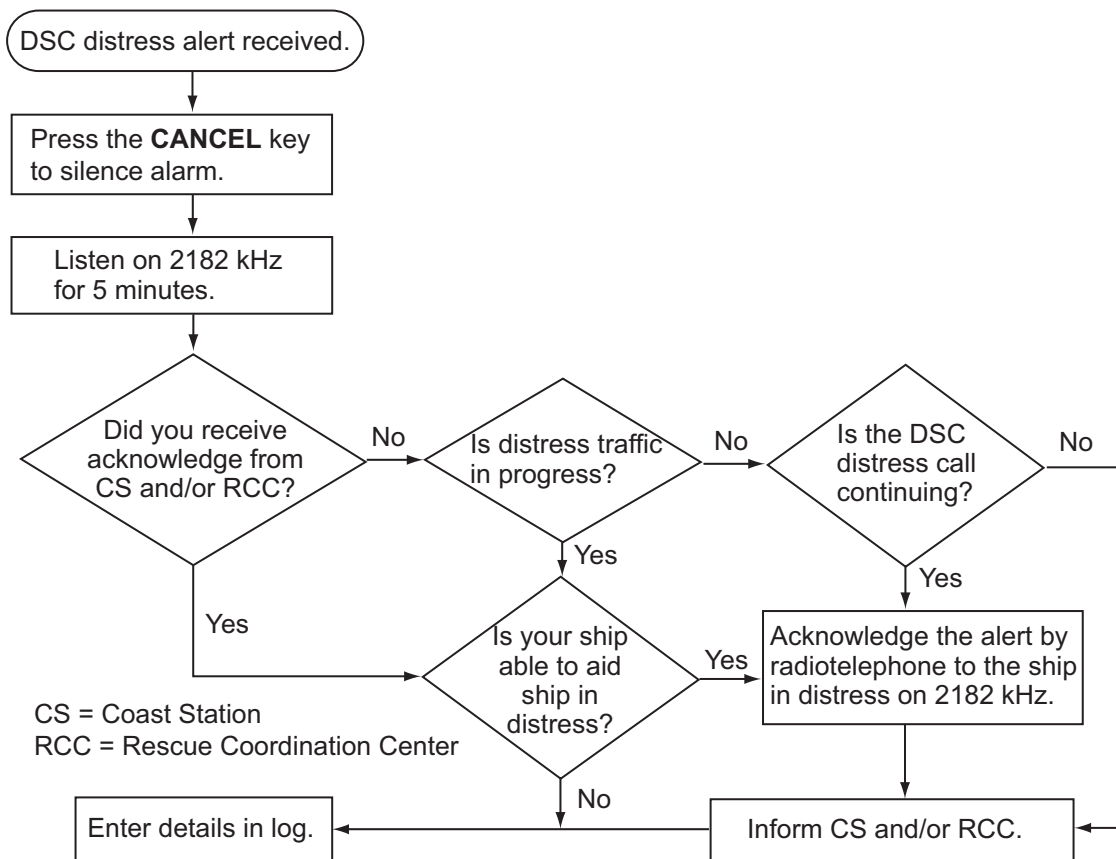 DSC distress alert received.
Press the CANCEL key
to silence alarm.
Listen on 2182 kHz
for 5 minutes.
Did you receive
acknowledge from
CS and/or RCC?
No
Is distress traffic
in progress?
No
Is the DSC
distress call
continuing?
No
Yes
Yes
Yes
Is your ship
able to aid
ship in
distress?
Yes
Acknowledge the alert by
radiotelephone to the ship
in distress on 2182 kHz.
CS = Coast Station
RCC = Rescue Coordination Center
No
Enter details in log.
Inform CS and/or RCC.